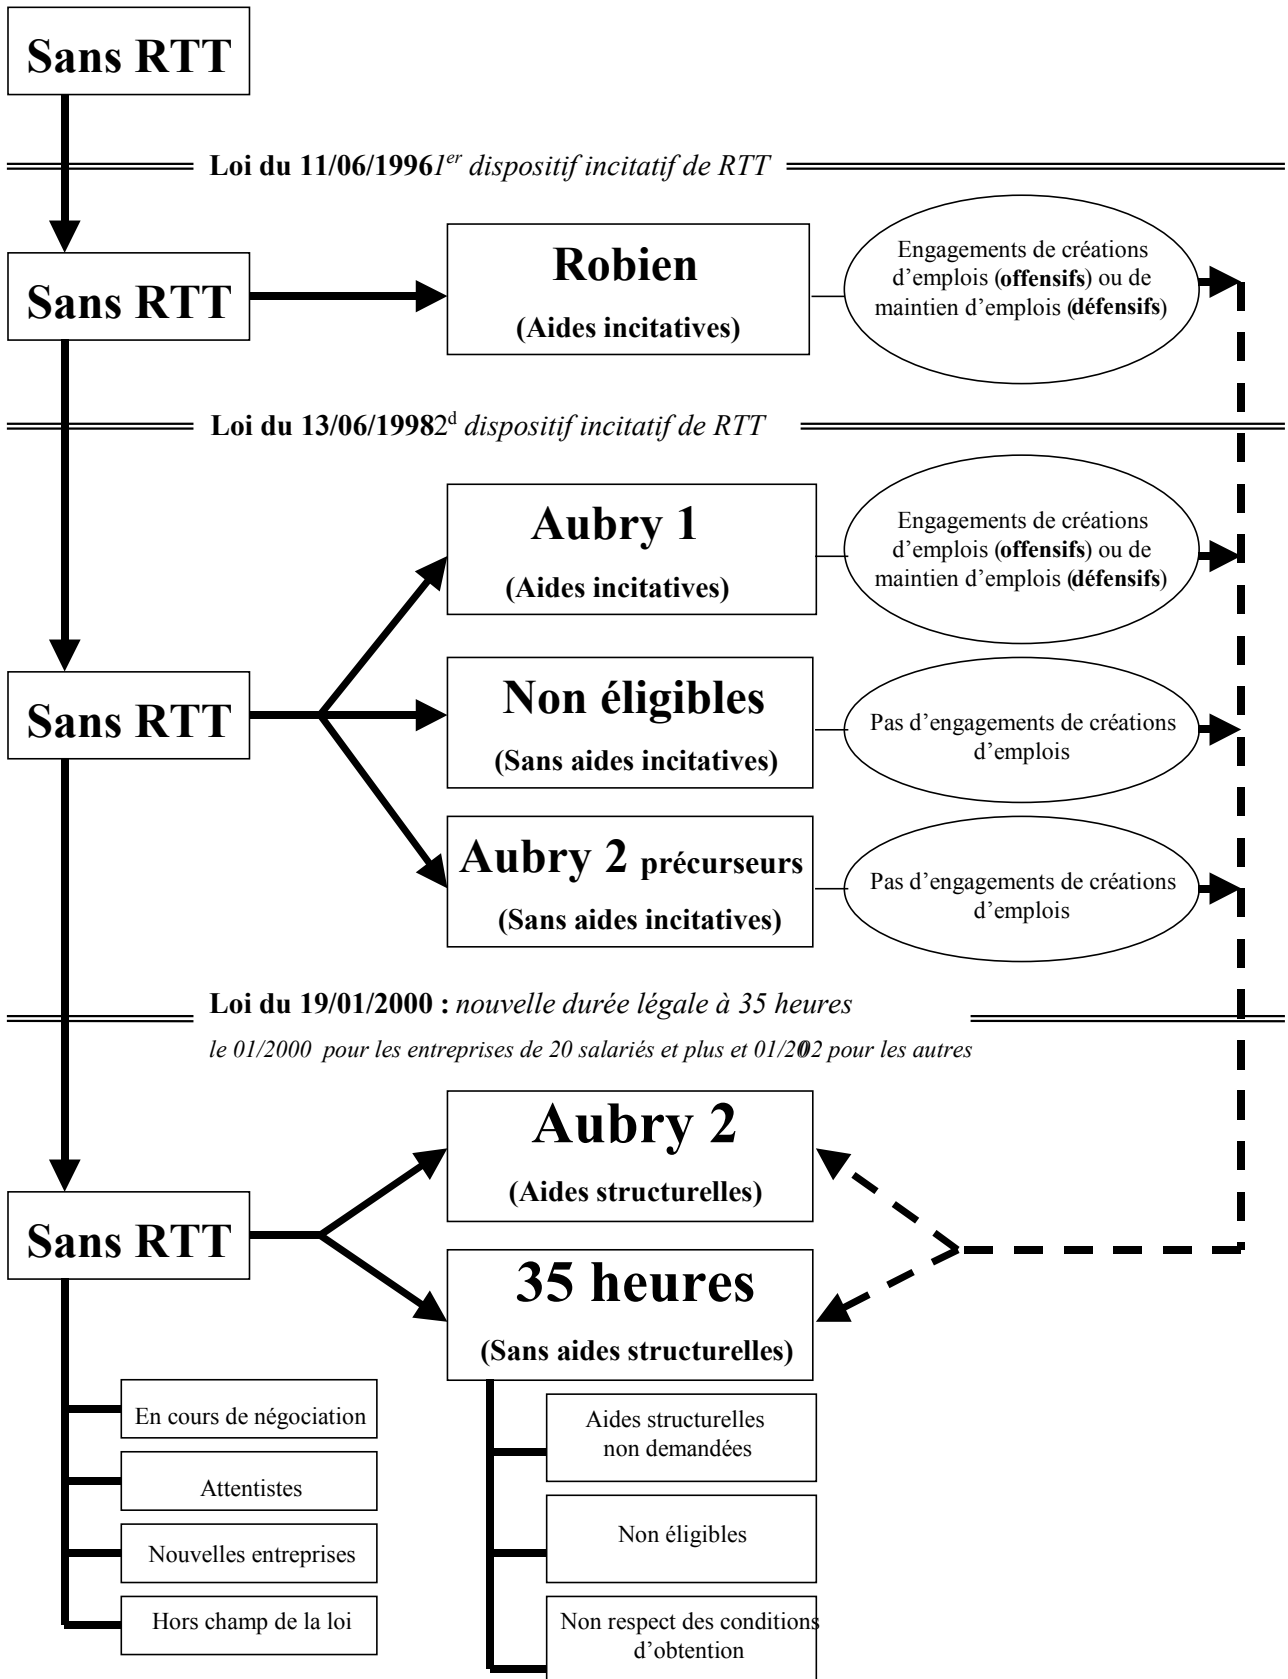 Sans RTT
Loi du 11/06/1996 1er dispositif incitatif de RTT
Sans RTT
Robien
(Aides incitatives)
Engagements de créations
d’emplois (offensifs) ou de
maintien d’emplois (défensifs)
Loi du 13/06/1998 2d dispositif incitatif de RTT
Aubry 1
(Aides incitatives)
Engagements de créations
d’emplois (offensifs) ou de
maintien d’emplois (défensifs)
Sans RTT
Non éligibles
(Sans aides incitatives)
Pas d’engagements de créations
d’emplois
Aubry 2 précurseurs
(Sans aides incitatives)
Pas d’engagements de créations
d’emplois
Loi du 19/01/2000 : nouvelle durée légale à 35 heures
le 01/2000 pour les entreprises de 20 salariés et plus et 01/2002 pour les autres
Aubry 2
(Aides structurelles)
Sans RTT
35 heures
(Sans aides structurelles)
En cours de négociation
Attentistes
Nouvelles entreprises
Hors champ de la loi
Aides structurelles
non demandées
Non éligibles
Non respect des conditions
d’obtention